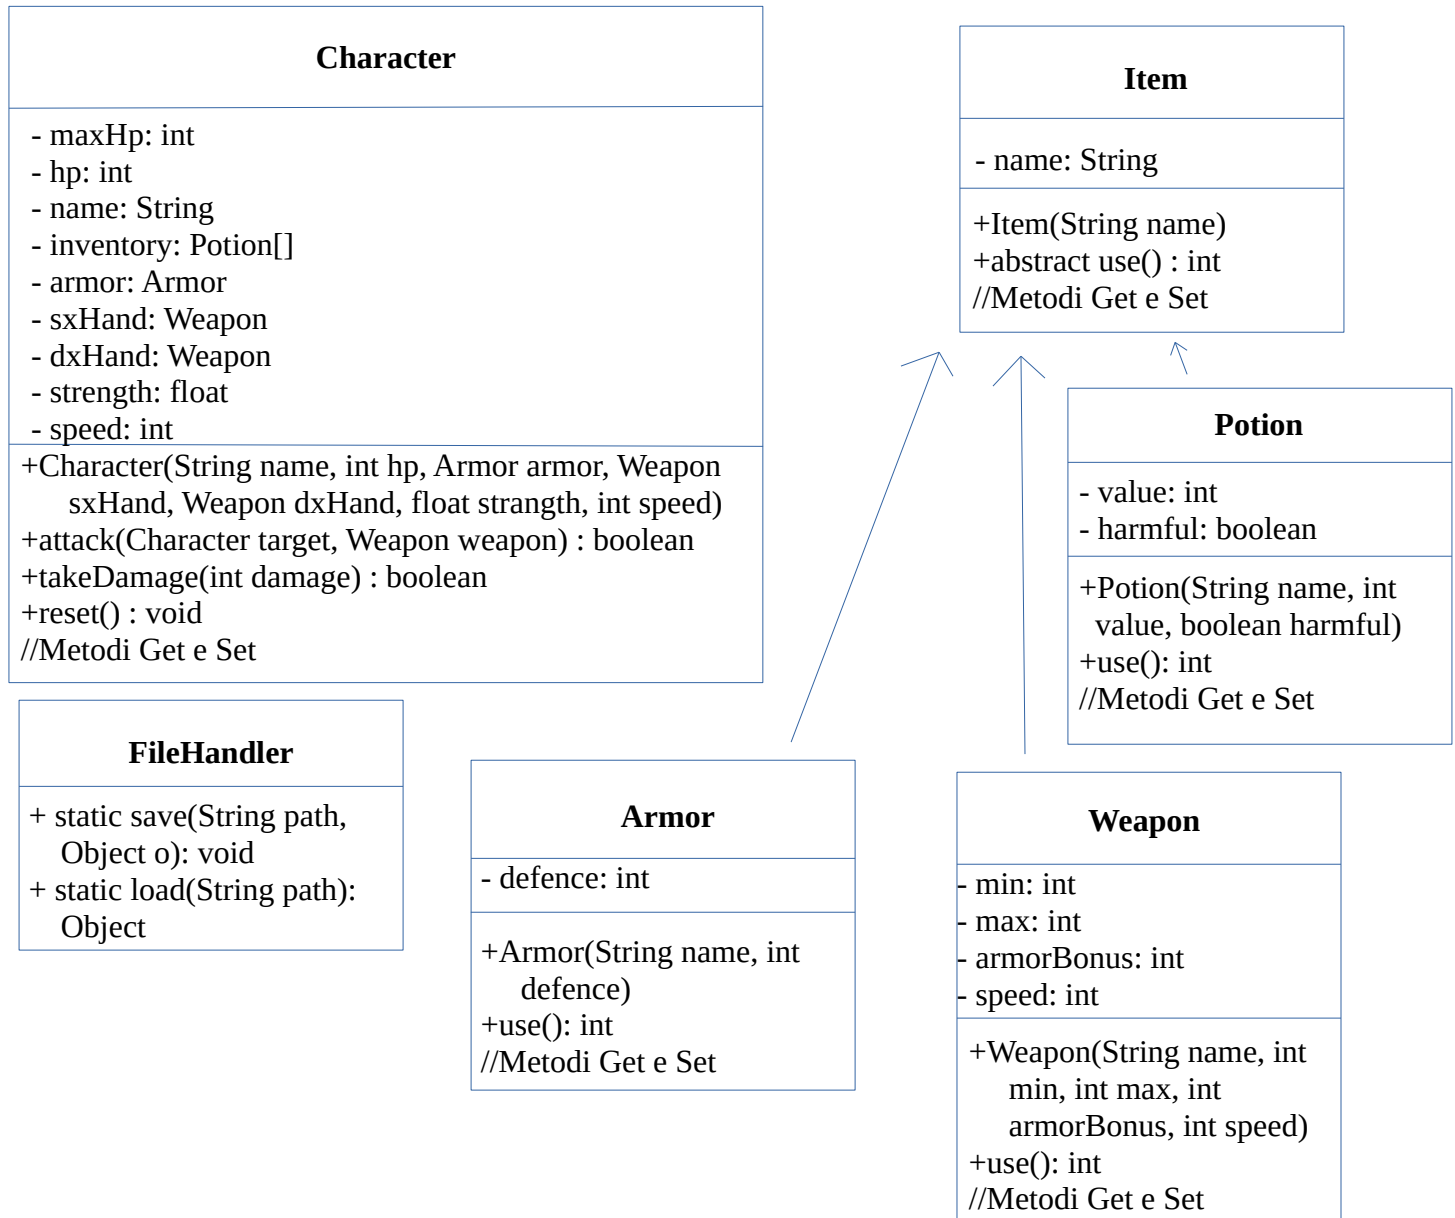 Character
- maxHp: int
- hp: int
- name: String
- inventory: Potion[]
- armor: Armor
- sxHand: Weapon
- dxHand: Weapon
- strength: float
- speed: int
+Character(String name, int hp, Armor armor, Weapon
sxHand, Weapon dxHand, float strangth, int speed)
+attack(Character target, Weapon weapon) : boolean
+takeDamage(int damage) : boolean
+reset() : void
//Metodi Get e Set
Item
- name: String
+Item(String name)
+abstract use() : int
//Metodi Get e Set
Potion
- value: int
- harmful: boolean
+Potion(String name, int
value, boolean harmful)
+use(): int
//Metodi Get e Set
FileHandler
+ static save(String path,
Object o): void
+ static load(String path):
Object
Armor
- defence: int
+Armor(String name, int
defence)
+use(): int
//Metodi Get e Set
Weapon
- min: int
- max: int
- armorBonus: int
- speed: int
+Weapon(String name, int
min, int max, int
armorBonus, int speed)
+use(): int
//Metodi Get e Set